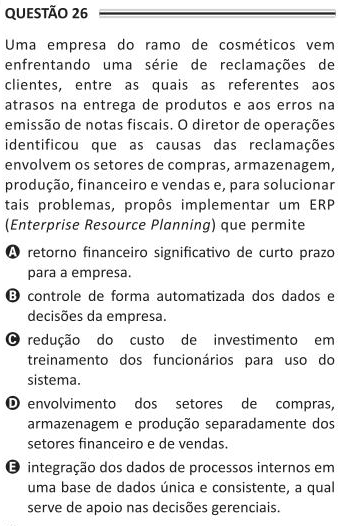 QUESTÃO 26
Uma empresa do ramo de cosméticos vem
enfrentando uma série de reclamações de
clientes, entre as quais as referentes aos
atrasos na entrega de produtos e aos erros na
emissão de notas fiscais. O diretor de operações
identificou que as causas das reclamações
envolvem os setores de compras, armazenagem,
produção, financeiro e vendas e, para solucionar
tais problemas, propôs implementar um ERP
(Enterprise Resource Planning) que permite
A retorno financeiro significativo de curto prazo
para a empresa.
B controle de forma automatizada dos dados e
decisões da empresa.
C redução do custo de investimento em
treinamento dos funcionários para uso do
sistema.
D envolvimento dos setores de compras,
armazenagem e produção separadamente dos
setores financeiro e de vendas.
E integração dos dados de processos internos em
uma base de dados única e consistente, a qual
serve de apoio nas decisões gerenciais.